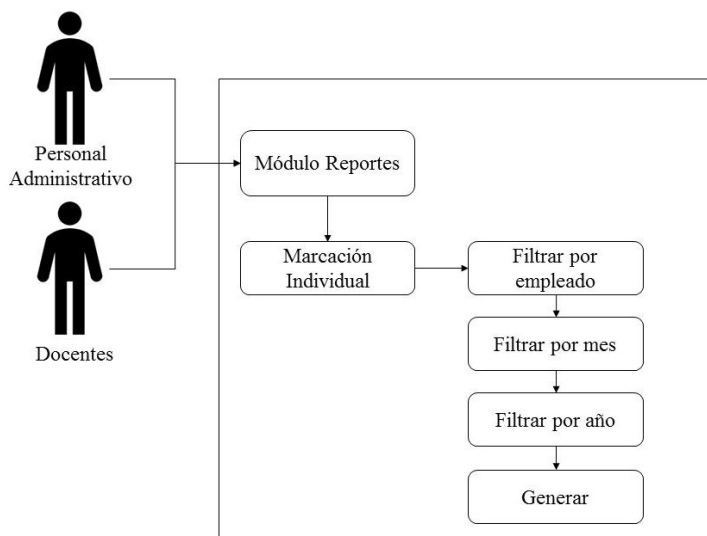 Personal
Administrativo
Docentes
Módulo Reportes
Marcación
Individual
Filtrar por
empleado
Filtrar por mes
Filtrar por año
Generar